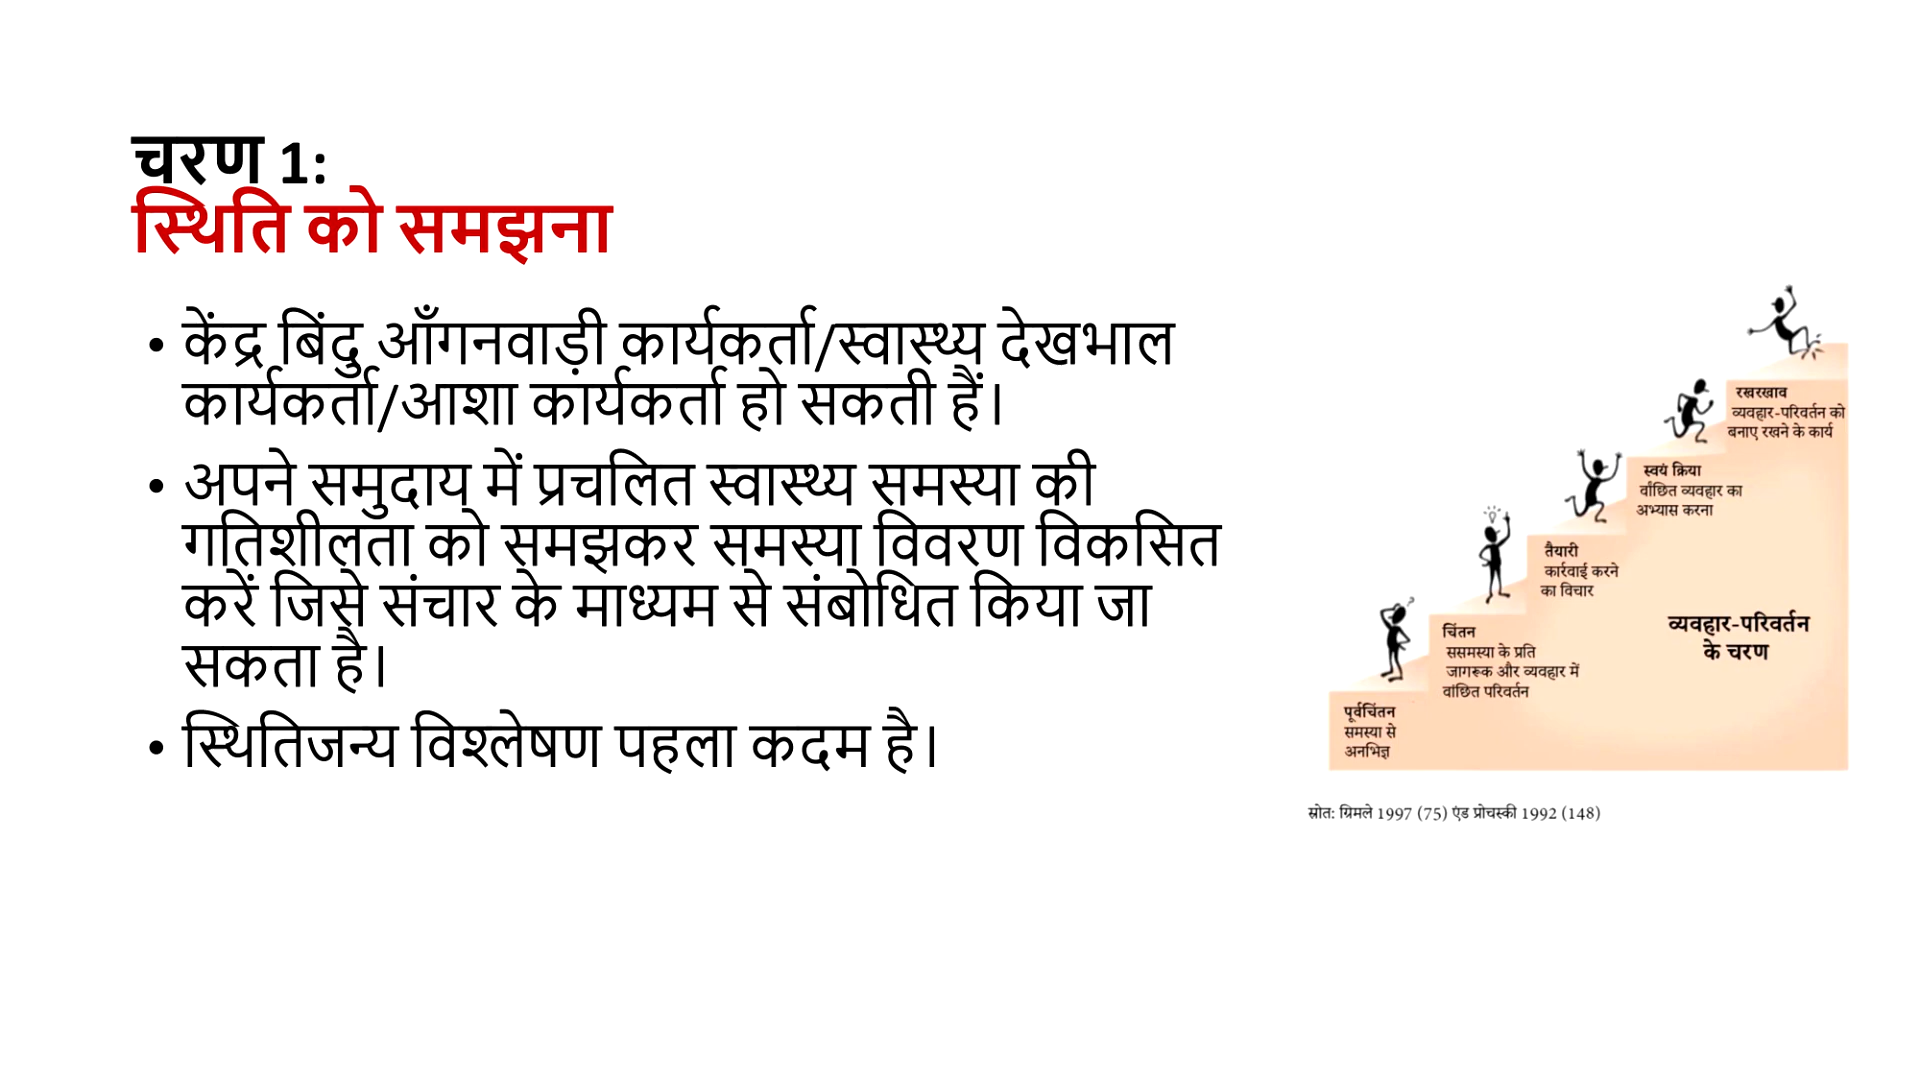 चरण 1:
स्थिति को समझना
• केंद्र बिंदु आँगनवाड़ी कार्यकर्ता/स्वास्थ्य देखभाल
कार्यकर्ता/आशा कार्यकर्ता हो सकती हैं।
• अपने समुदाय में प्रचलित स्वास्थ्य समस्या की
गतिशीलता को समझकर समस्या विवरण विकसित
करें जिसे संचार के माध्यम से संबोधित किया जा
सकता है।
• स्थितिजन्य विश्लेषण पहला कदम है।
रखरखाव
व्यवहार-परिवर्तन को
बनाए रखने के कार्य
स्वयं क्रिया
वांछित व्यवहार का
अभ्यास करना
तैयारी
कार्रवाई करने
का विचार
चिंतन
ससमस्या के प्रति
जागरूक और व्यवहार में
वांछित परिवर्तन
पूर्वचिंतन
समस्या से
अनभिज्ञ
व्यवहार-परिवर्तन
के चरण
स्रोत: ग्रिमले 1997 (75) एंड प्रोचस्की 1992 (148)